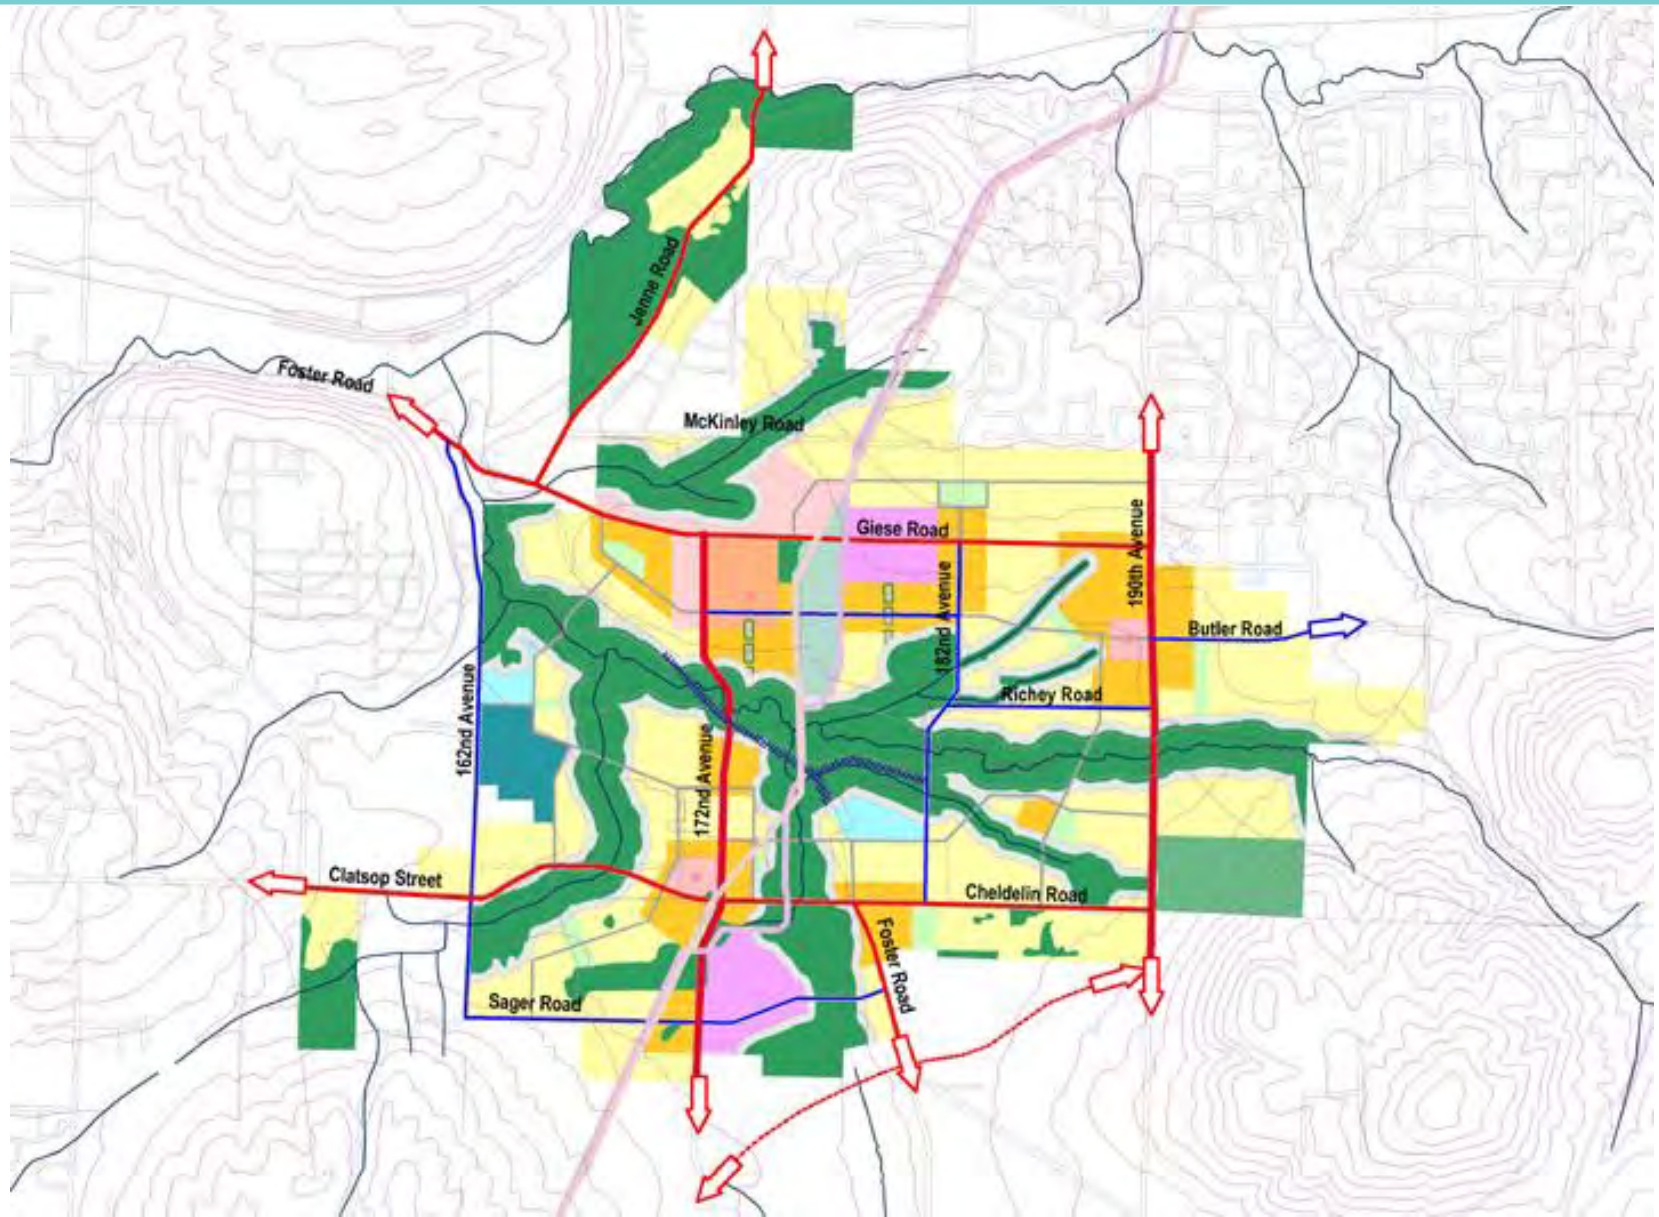 Jenne Road
Foster Road
McKinley Road
Giese Road
190th Avenue
182nd Avenue
Butler Road
162nd Avenue
Richey Road
172nd Avenue
Clatsop Street
Cheldelin Road
Foster Road
Sager Road